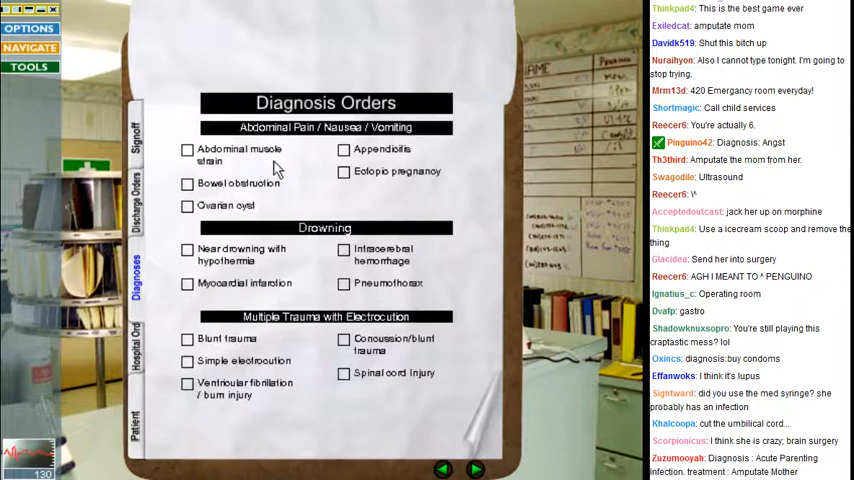 OPTIONS
NAVIGATE
TOOLS
Signoff
Discharge Orders
Diagnoses
Hospital Ord
Patient
130
Diagnosis Orders
Abdominal Pain / Nausea / Vomiting
Abdominal muscle
strain
Bowel obstruction
Ovarian cyst
Appendicitis
Ectopic pregnancy
Drowning
Near drowning with
hypothermia
Myocardial infarction
Intracerebral
hemorrhage
Pneumothorax
Multiple Trauma with Electrocution
Blunt trauma
Simple electrocution
Ventricular fibrillation
/ burn injury
Concussion/blunt
trauma
Spinal cord Injury
NAME
Thinkpad4: This is the best game ever
Exiledcat: amputate mom
Davidk519: Shut this bitch up
Nuraihyon: Also I cannot type tonight. I'm going to
stop trying.
Mrm13d: 420 Emergancy room everyday!
Shortmagic: Call child services
Reecer6: You're actually 6.
Pinguino42: Diagnosis: Angst
Th3third: Amputate the mom from her.
Swagodile: Ultrasound
Reecer6: \^
Acceptedoutcast: jack her up on morphine
Thinkpad4: Use a icecream scoop and remove the
thing
Glacidea: Send her into surgery
Reecer6: AGH I MEANT TO ^ PENGUINO
Ignatius_c: Operating room
Dvafp: gastro
Shadowknuxsopro: You're still playing this
craptastic mess? lol
Oxincs: diagnosis:buy condoms
Effanwoks: I think it's lupus
Sightward: did you use the med syringe? she
probably has an infection
Khalcoopa: cut the umbilical cord...
Scorpionicus: I think she is crazy; brain surgery
Zuzumooyah: Diagnosis : Acute Parenting
Infection. treatment : Amputate Mother